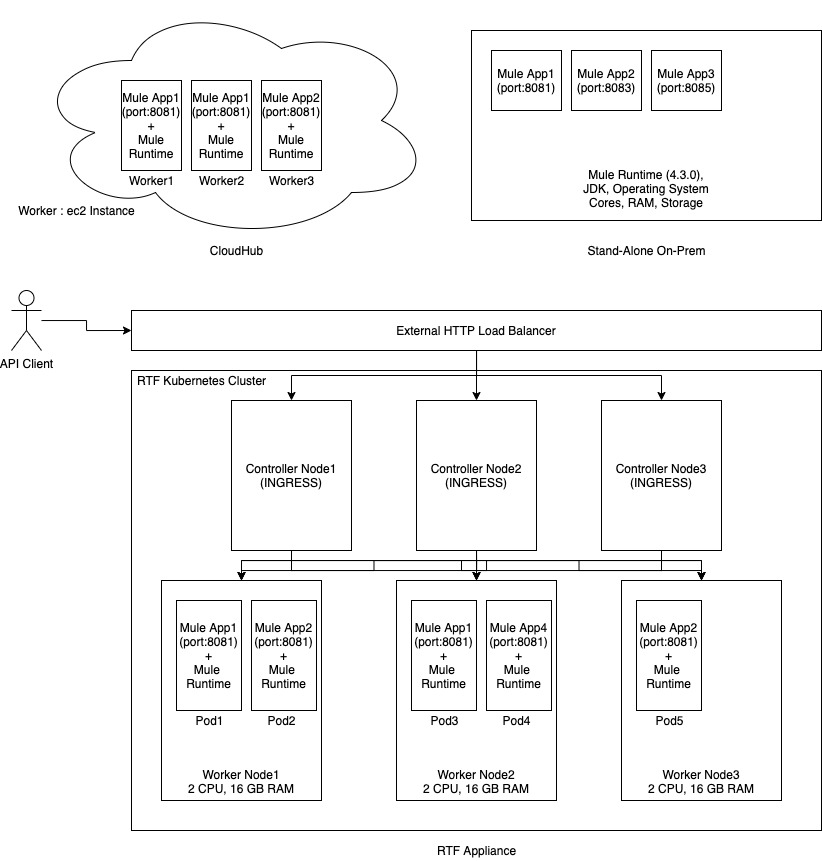 Mule App1
(port:8081)
+
Mule
Runtime
Worker1
Mule App1
(port:8081)
+
Mule
Runtime
Worker2
Mule App2
(port:8081)
+
Mule
Runtime
Worker3
Worker : ec2 Instance
CloudHub
Mule App1
(port:8081)
Mule App2
(port:8083)
Mule App3
(port:8085)
Mule Runtime (4.3.0),
JDK, Operating System
Cores, RAM, Storage
Stand-Alone On-Prem
API Client
External HTTP Load Balancer
RTF Kubernetes Cluster
Controller Node1
(INGRESS)
Controller Node2
(INGRESS)
Controller Node3
(INGRESS)
Mule App1
(port:8081)
+
Mule
Runtime
Pod1
Mule App2
(port:8081)
+
Mule
Runtime
Pod2
Worker Node1
2 CPU, 16 GB RAM
Mule App1
(port:8081)
+
Mule
Runtime
Pod3
Mule App4
(port:8081)
+
Mule
Runtime
Pod4
Worker Node2
2 CPU, 16 GB RAM
Mule App2
(port:8081)
+
Mule
Runtime
Pod5
Worker Node3
2 CPU, 16 GB RAM
RTF Appliance